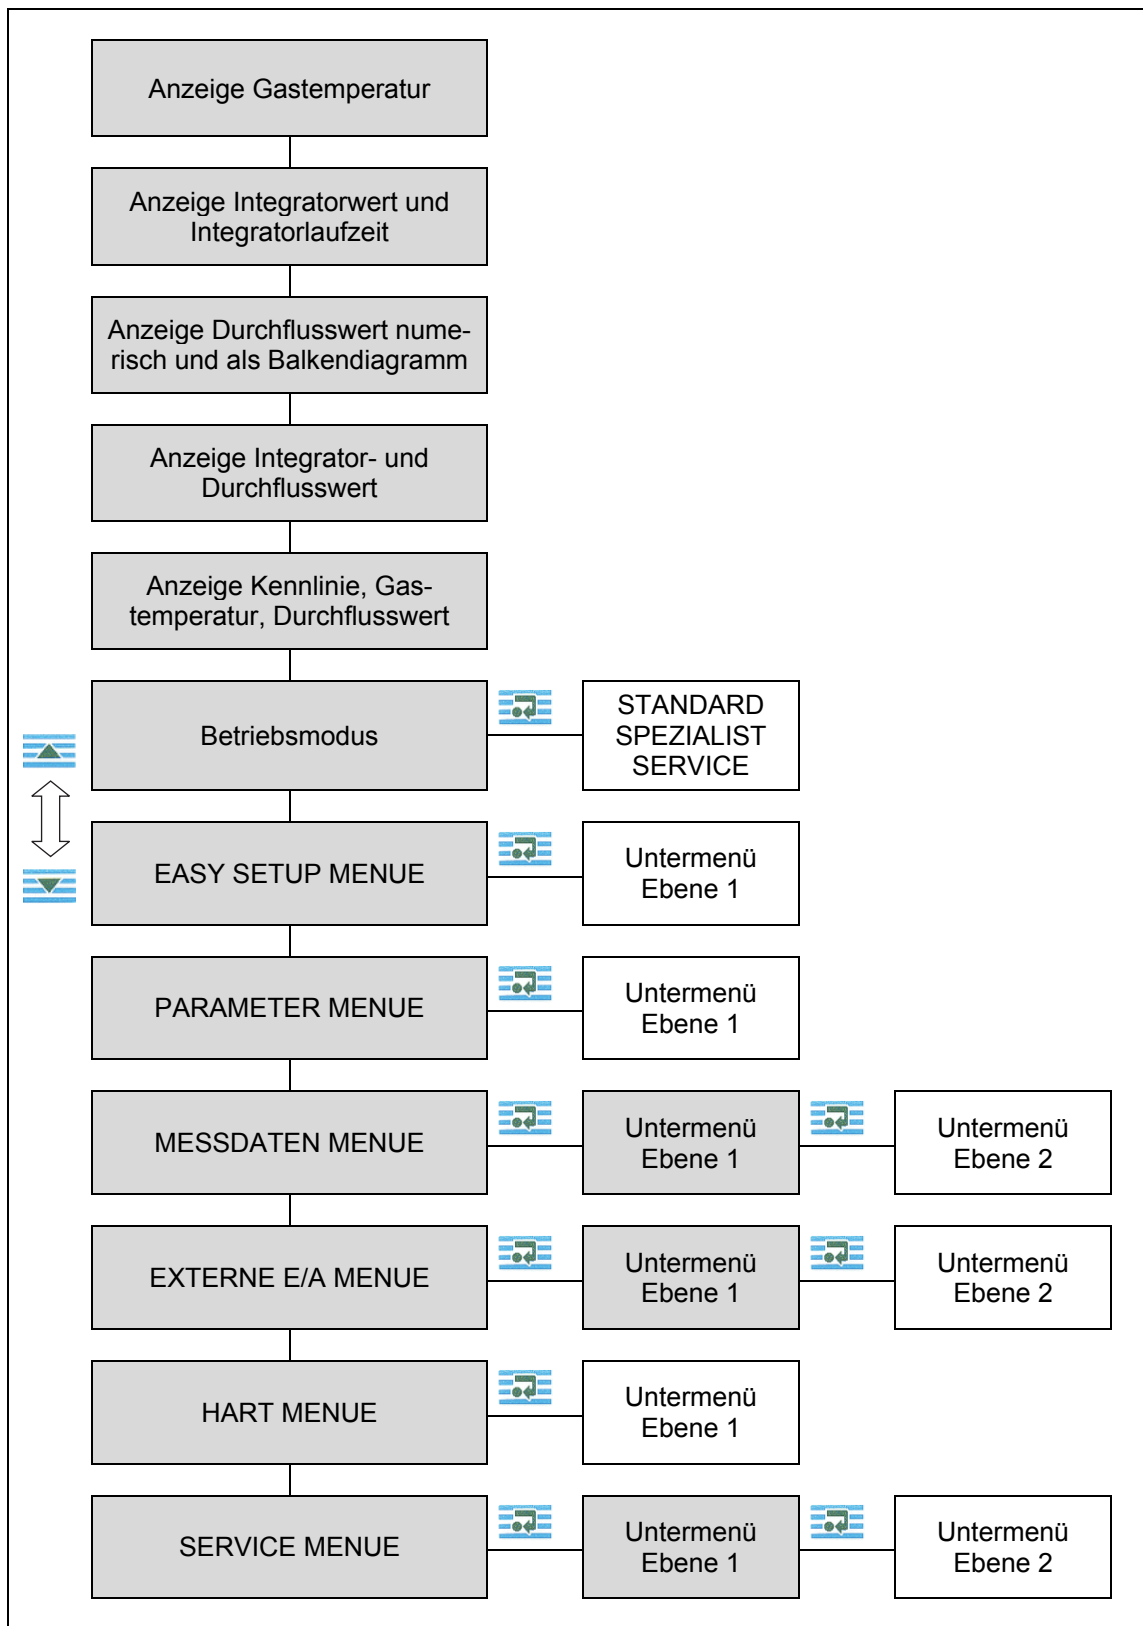 Anzeige Gastemperatur
Anzeige Integratorwert und
Integratorlaufzeit
Anzeige Durchflusswert nume-
risch und als Balkendiagramm
Anzeige Integrator- und
Durchflusswert
Anzeige Kennlinie, Gas-
temperatur, Durchflusswert
Betriebsmodus
STANDARD
SPEZIALIST
SERVICE
EASY SETUP MENUE
Untermenü
Ebene 1
PARAMETER MENUE
Untermenü
Ebene 1
MESSDATEN MENUE
Untermenü
Ebene 1
Untermenü
Ebene 2
EXTERNE E/A MENUE
Untermenü
Ebene 1
Untermenü
Ebene 2
HART MENUE
Untermenü
Ebene 1
SERVICE MENUE
Untermenü
Ebene 1
Untermenü
Ebene 2